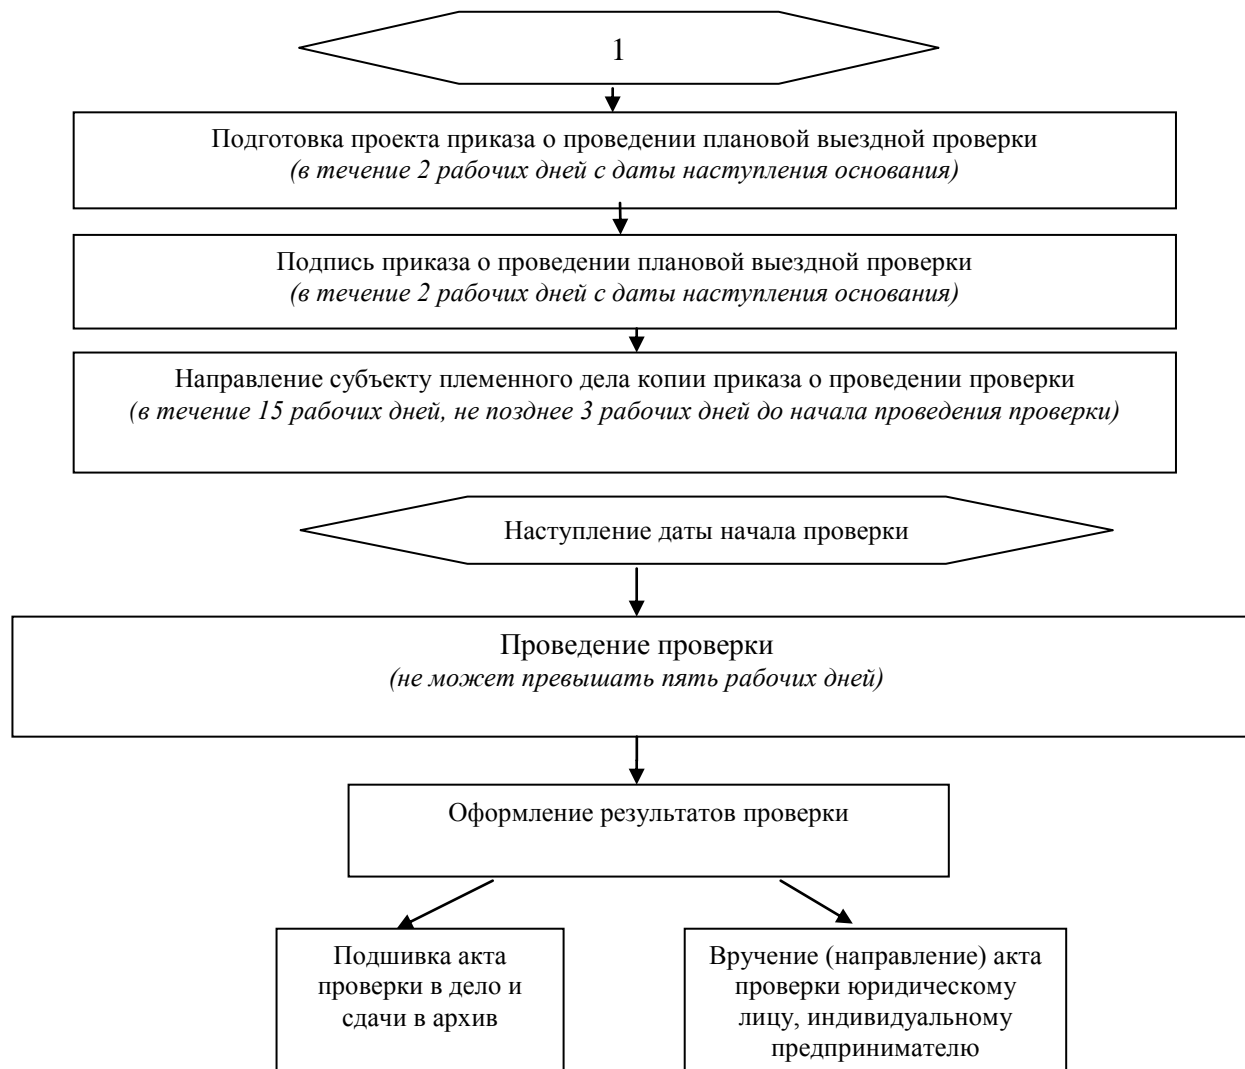 1
Подготовка проекта приказа о проведении плановой выездной проверки
(в течение 2 рабочих дней с даты наступления основания)
Подпись приказа о проведении плановой выездной проверки
(в течение 2 рабочих дней с даты наступления основания)
Направление субъекту племенного дела копии приказа о проведении проверки
(в течение 15 рабочих дней, не позднее 3 рабочих дней до начала проведения проверки)
Наступление даты начала проверки
Проведение проверки
(не может превышать пять рабочих дней)
Оформление результатов проверки
Подшивка акта
проверки в дело и
сдачи в архив
Вручение (направление) акта
проверки юридическому
лицу, индивидуальному
предпринимателю